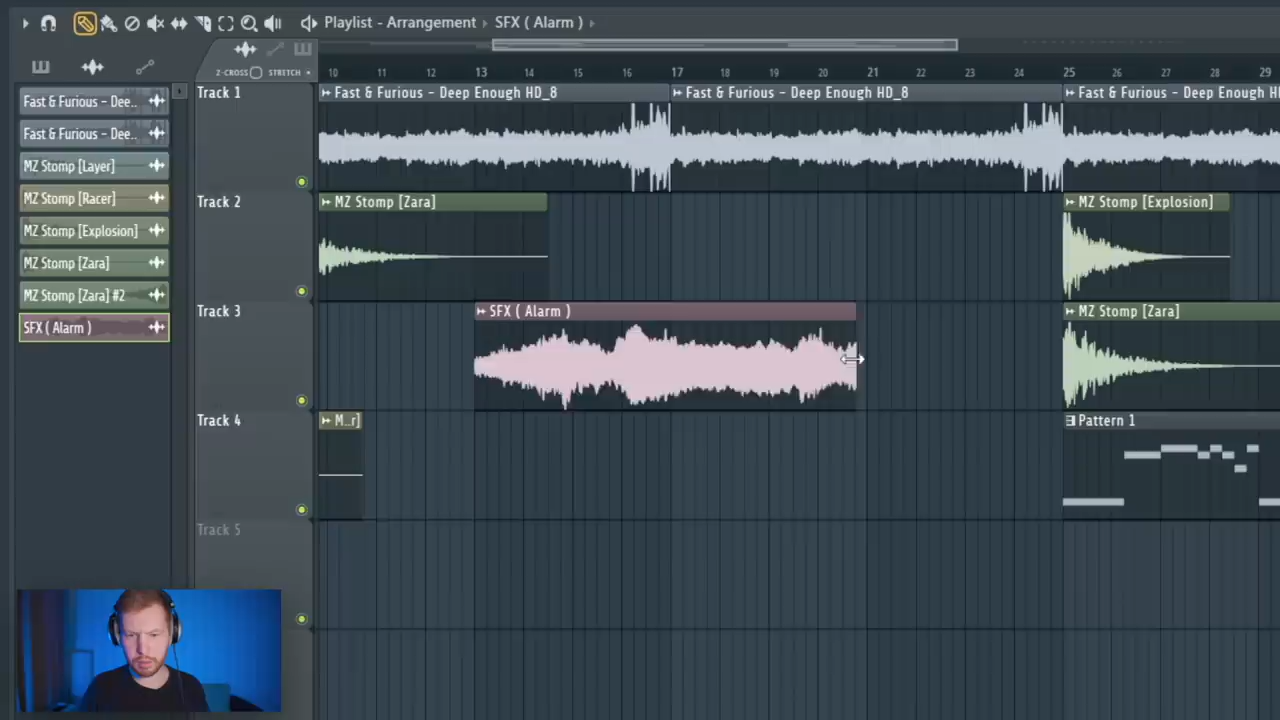 Playlist - Arrangement › SFX ( Alarm ) ›
Z-CROSS STRETCH
10 11 12 13 14 15 16 17 18 19 20 21 22 23 24 25 26 27 28 29
Fast & Furious - Dee..
Fast & Furious - Dee..
MZ Stomp [Layer]
MZ Stomp [Racer]
MZ Stomp [Explosion]
MZ Stomp [Zara]
MZ Stomp [Zara] #2
SFX ( Alarm )
Track 1
Fast & Furious - Deep Enough HD_8
Fast & Furious - Deep Enough HD_8
Fast & Furious - Deep Enough H
Track 2
MZ Stomp [Zara]
MZ Stomp [Explosion]
Track 3
SFX ( Alarm )
MZ Stomp [Zara]
Track 4
M..r]
Pattern 1
Track 5